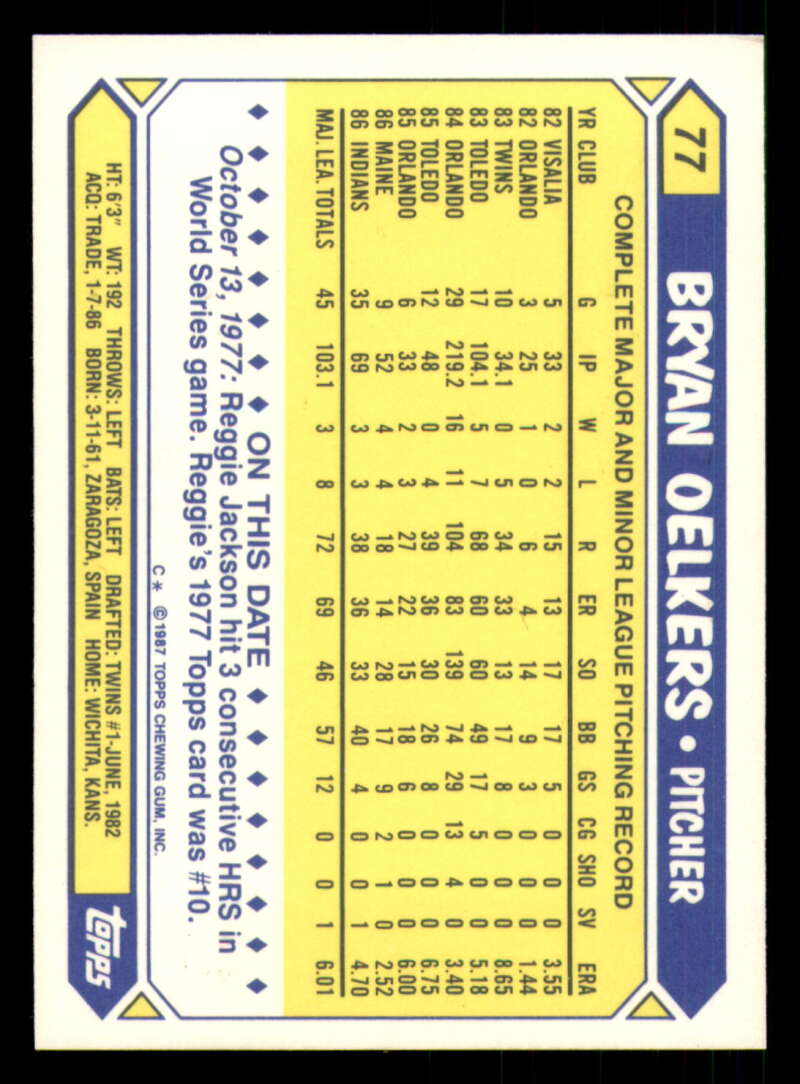 77 BRYAN OELKERS • PITCHER
COMPLETE MAJOR AND MINOR LEAGUE PITCHING RECORD
YR CLUB G IP W L R ER SO BB GS CG SHO SV ERA
82 VISALIA 5 33 2 2 15 13 17 17 5 0 0 0 3.55
82 ORLANDO 3 25 1 0 6 4 14 9 3 0 0 0 1.44
83 TWINS 10 34.1 0 5 34 33 13 17 8 0 0 0 8.65
83 TOLEDO 17 104.1 5 7 68 60 60 49 17 5 0 0 5.18
84 ORLANDO 29 219.2 16 11 104 83 139 74 29 13 4 0 3.40
85 TOLEDO 12 48 0 4 39 36 30 26 8 0 0 0 6.75
85 ORLANDO 6 33 2 3 27 22 15 18 6 0 0 0 6.00
86 MAINE 9 52 4 4 18 14 28 17 9 2 1 0 2.52
86 INDIANS 35 69 3 3 38 36 33 40 4 0 0 1 4.70
MAJ. LEA. TOTALS 45 103.1 3 8 72 69 46 57 12 0 0 1 6.01
ON THIS DATE
October 13, 1977: Reggie Jackson hit 3 consecutive HRS in
World Series game. Reggie's 1977 Topps card was #10.
C* ©1987 TOPPS CHEWING GUM, INC.
HT: 6'3" WT: 192 THROWS: LEFT BATS: LEFT DRAFTED: TWINS #1-JUNE, 1982
ACQ: TRADE, 1-7-86 BORN: 3-11-61, ZARAGOZA, SPAIN HOME: WICHITA, KANS.
topps